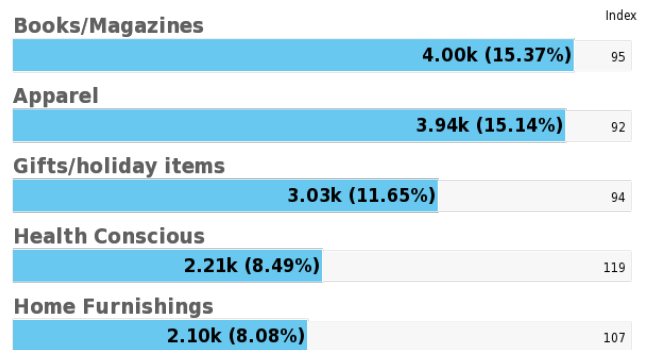 Index
Books/Magazines
4.00k (15.37%) 95
Apparel
3.94k (15.14%) 92
Gifts/holiday items
3.03k (11.65%) 94
Health Conscious
2.21k (8.49%) 119
Home Furnishings
2.10k (8.08%) 107